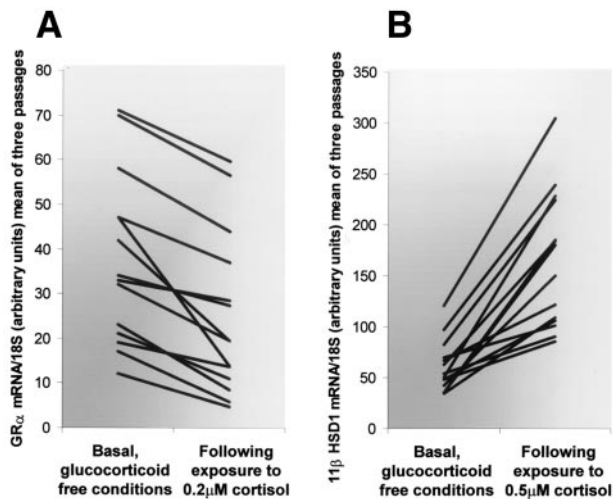 A
GRα mRNA/18S (arbitrary units) mean of three passages
80
70
60
50
40
30
20
10
0
Basal,
glucocorticoid
free conditions
Following
exposure to
0.2μM cortisol
B
11β HSD1 mRNA/18S (arbitrary units) mean of three passages
350
300
250
200
150
100
50
0
Basal,
glucocorticoid
free conditions
Following
exposure to
0.5μM cortisol